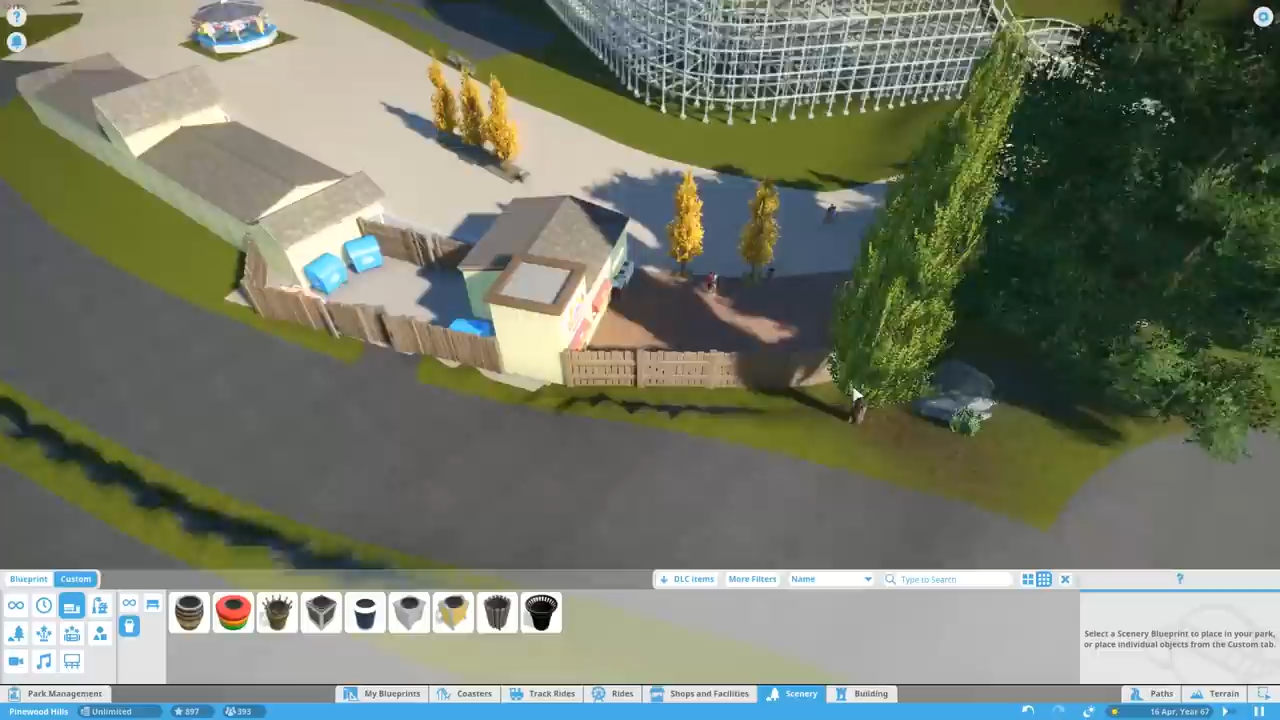 Blueprint
Custom
DLC items
More Filters
Name
Type to Search
?
Select a Scenery Blueprint to place in your park,
or place individual objects from the Custom tab.
Park Management
My Blueprints
Coasters
Track Rides
Rides
Shops and Facilities
Scenery
Building
Paths
Terrain
Pinewood Hills
Unlimited
897
393
16 Apr, Year 67